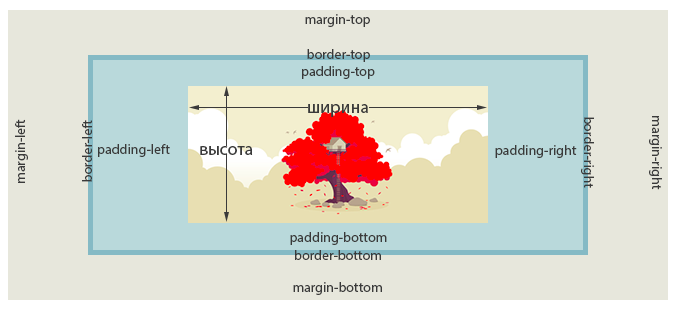 margin-top
border-top
padding-top
ширина
margin-left
border-left
padding-left
высота
padding-right
border-right
margin-right
padding-bottom
border-bottom
margin-bottom